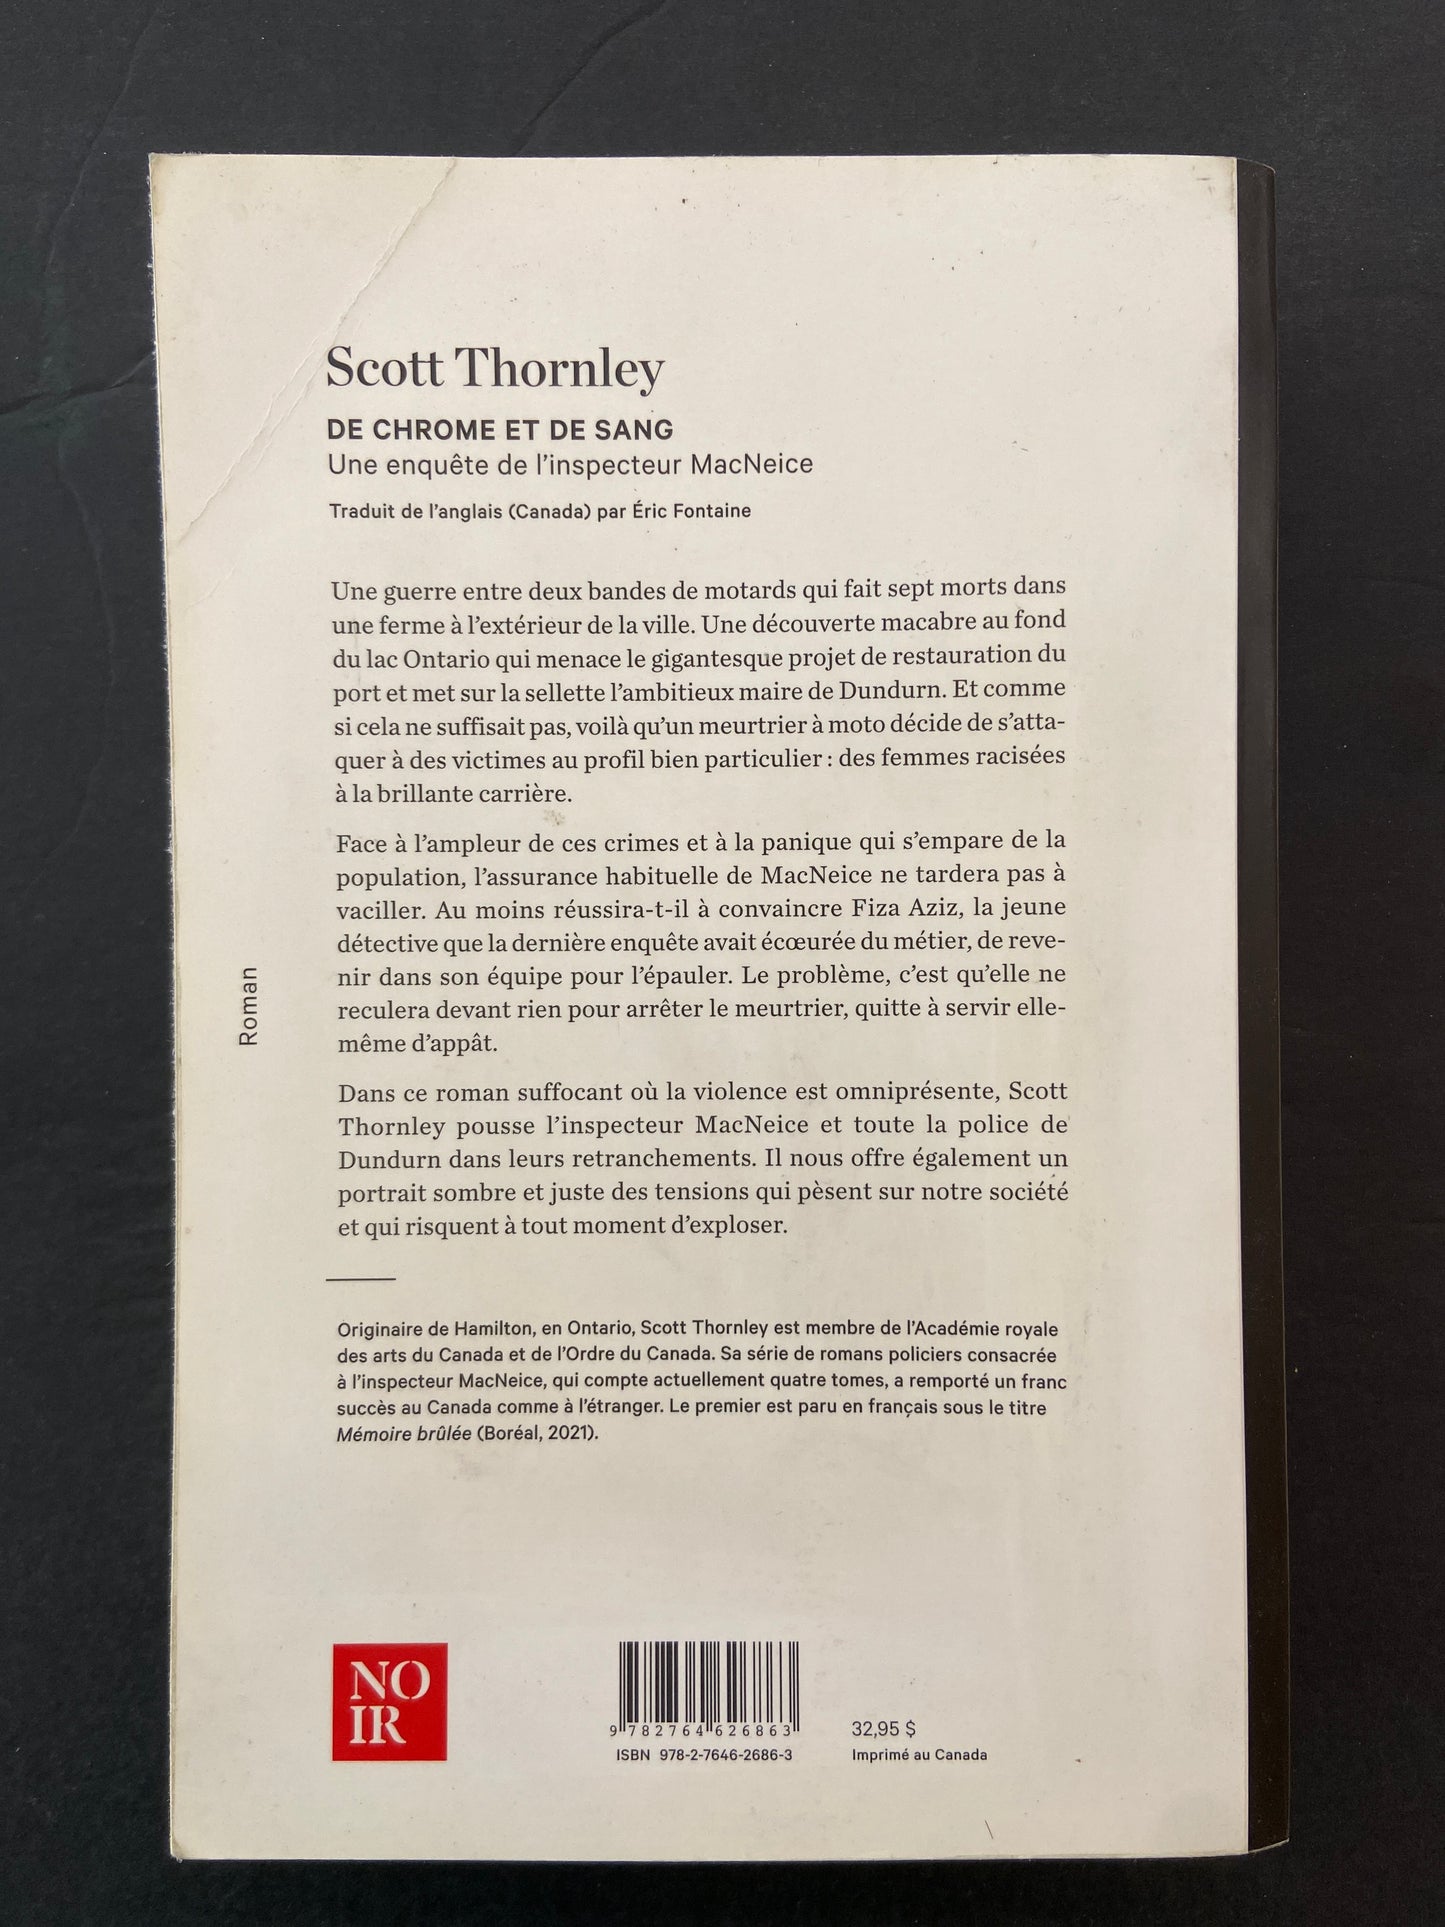 Scott Thornley
DE CHROME ET DE SANG
Une enquête de l'inspecteur MacNeice
Traduit de l'anglais (Canada) par Éric Fontaine
Une guerre entre deux bandes de motards qui fait sept morts dans
une ferme à l'extérieur de la ville. Une découverte macabre au fond
du lac Ontario qui menace le gigantesque projet de restauration du
port et met sur la sellette l'ambitieux maire de Dundurn. Et comme
si cela ne suffisait pas, voilà qu'un meurtrier à moto décide de s'atta-
quer à des victimes au profil bien particulier : des femmes racisées
à la brillante carrière.
Face à l'ampleur de ces crimes et à la panique qui s'empare de la
population, l'assurance habituelle de MacNeice ne tardera pas à
vaciller. Au moins réussira-t-il à convaincre Fiza Aziz, la jeune
détective que la dernière enquête avait écœurée du métier, de reve-
nir dans son équipe pour l'épauler. Le problème, c'est qu'elle ne
reculera devant rien pour arrêter le meurtrier, quitte à servir elle-
même d'appât.
Dans ce roman suffocant où la violence est omniprésente, Scott
Thornley pousse l'inspecteur MacNeice et toute la police de
Dundurn dans leurs retranchements. Il nous offre également un
portrait sombre et juste des tensions qui pèsent sur notre société
et qui risquent à tout moment d'exploser.
Roman
Originaire de Hamilton, en Ontario, Scott Thornley est membre de l'Académie royale
des arts du Canada et de l'Ordre du Canada. Sa série de romans policiers consacrée
à l'inspecteur MacNeice, qui compte actuellement quatre tomes, a remporté un franc
succès au Canada comme à l'étranger. Le premier est paru en français sous le titre
Mémoire brûlée (Boréal, 2021).
NO
IR
9 782764 626863
ISBN 978-2-7646-2686-3
32,95 $
Imprimé au Canada